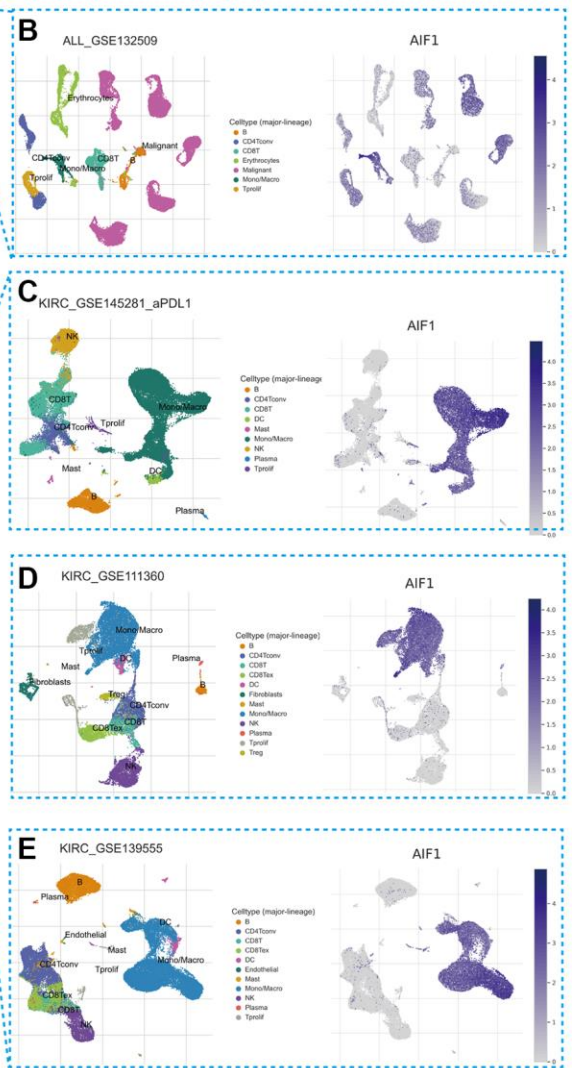 B
ALL_GSE132509
AIF1
Erythrocytes
CD4Tconv
CD8T
Malignant
Mono/Macro
B
Tprolif
Celltype (major-lineage)
B
CD4Tconv
CD8T
Erythrocytes
Malignant
Mono/Macro
Tprolif
4
3
2
1
0
C
KIRC_GSE145281_aPDL1
AIF1
NK
CD8T
Mono/Macro
CD4Tconv
Tprolif
Mast
DC
B
Plasma
Celltype (major-lineage
B
CD4Tconv
CD8T
DC
Mast
Mono/Macro
NK
Plasma
Tprolif
4.0
3.5
3.0
2.5
2.0
1.5
1.0
0.5
0.0
D
KIRC_GSE111360
AIF1
Mono/Macro
Tprolif
DC
Mast
Plasma
Fibroblasts
B
Treg
CD4Tconv
CD8T
CD8Tex
NK
Celltype (major-lineage)
B
CD4Tconv
CD8T
CD8Tex
DC
Fibroblasts
Mast
Mono/Macro
NK
Plasma
Tprolif
Treg
4.0
3.5
3.0
2.5
2.0
1.5
1.0
0.5
0.0
E
KIRC_GSE139555
AIF1
B
Plasma
DC
Endothelial
Mast
CD4Tconv
Tprolif
Mono/Macro
CD8Tex
CD8T
NK
Celltype (major-lineage)
B
CD4Tconv
CD8T
CD8Tex
DC
Endothelial
Mast
Mono/Macro
NK
Plasma
Tprolif
4
3
2
1
0